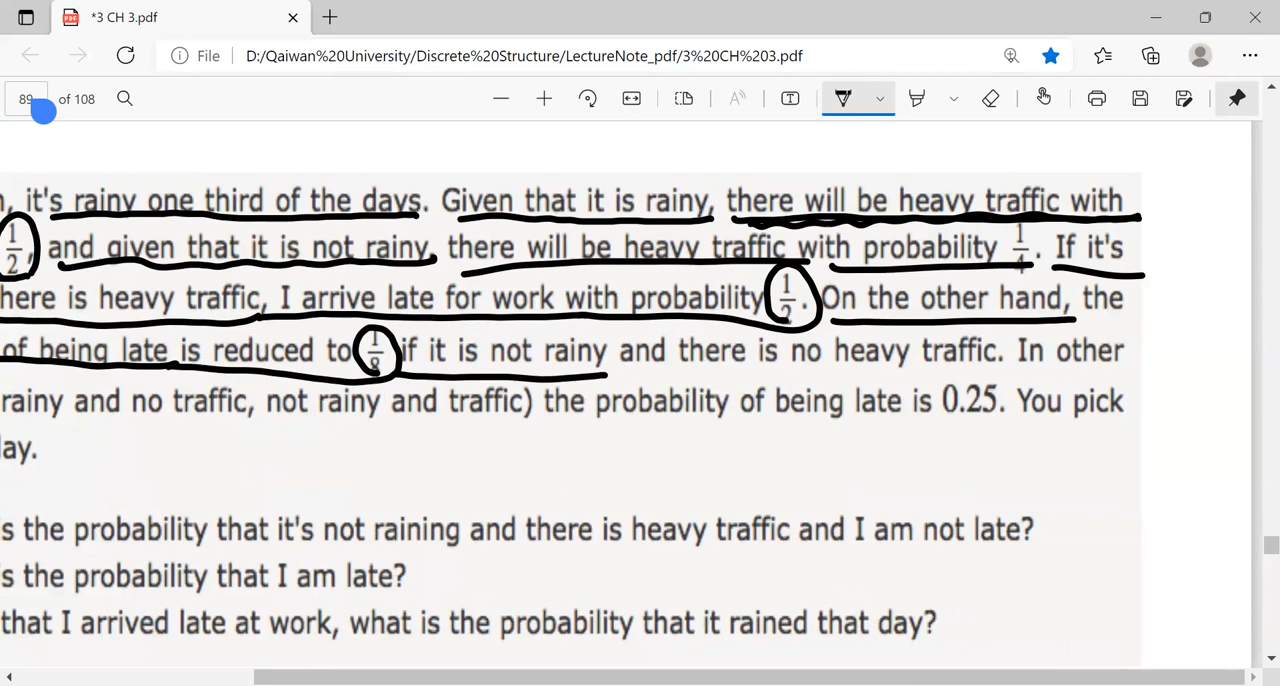 *3 CH 3.pdf
File D:/Qaiwan%20University/Discrete%20Structure/LectureNote_pdf/3%20CH%203.pdf
89 of 108
, it's rainy one third of the days. Given that it is rainy, there will be heavy traffic with
1/2, and given that it is not rainy, there will be heavy traffic with probability 1/4. If it's
here is heavy traffic, I arrive late for work with probability 1/2. On the other hand, the
of being late is reduced to 1/8 if it is not rainy and there is no heavy traffic. In other
rainy and no traffic, not rainy and traffic) the probability of being late is 0.25. You pick
ay.
s the probability that it's not raining and there is heavy traffic and I am not late?
s the probability that I am late?
that I arrived late at work, what is the probability that it rained that day?